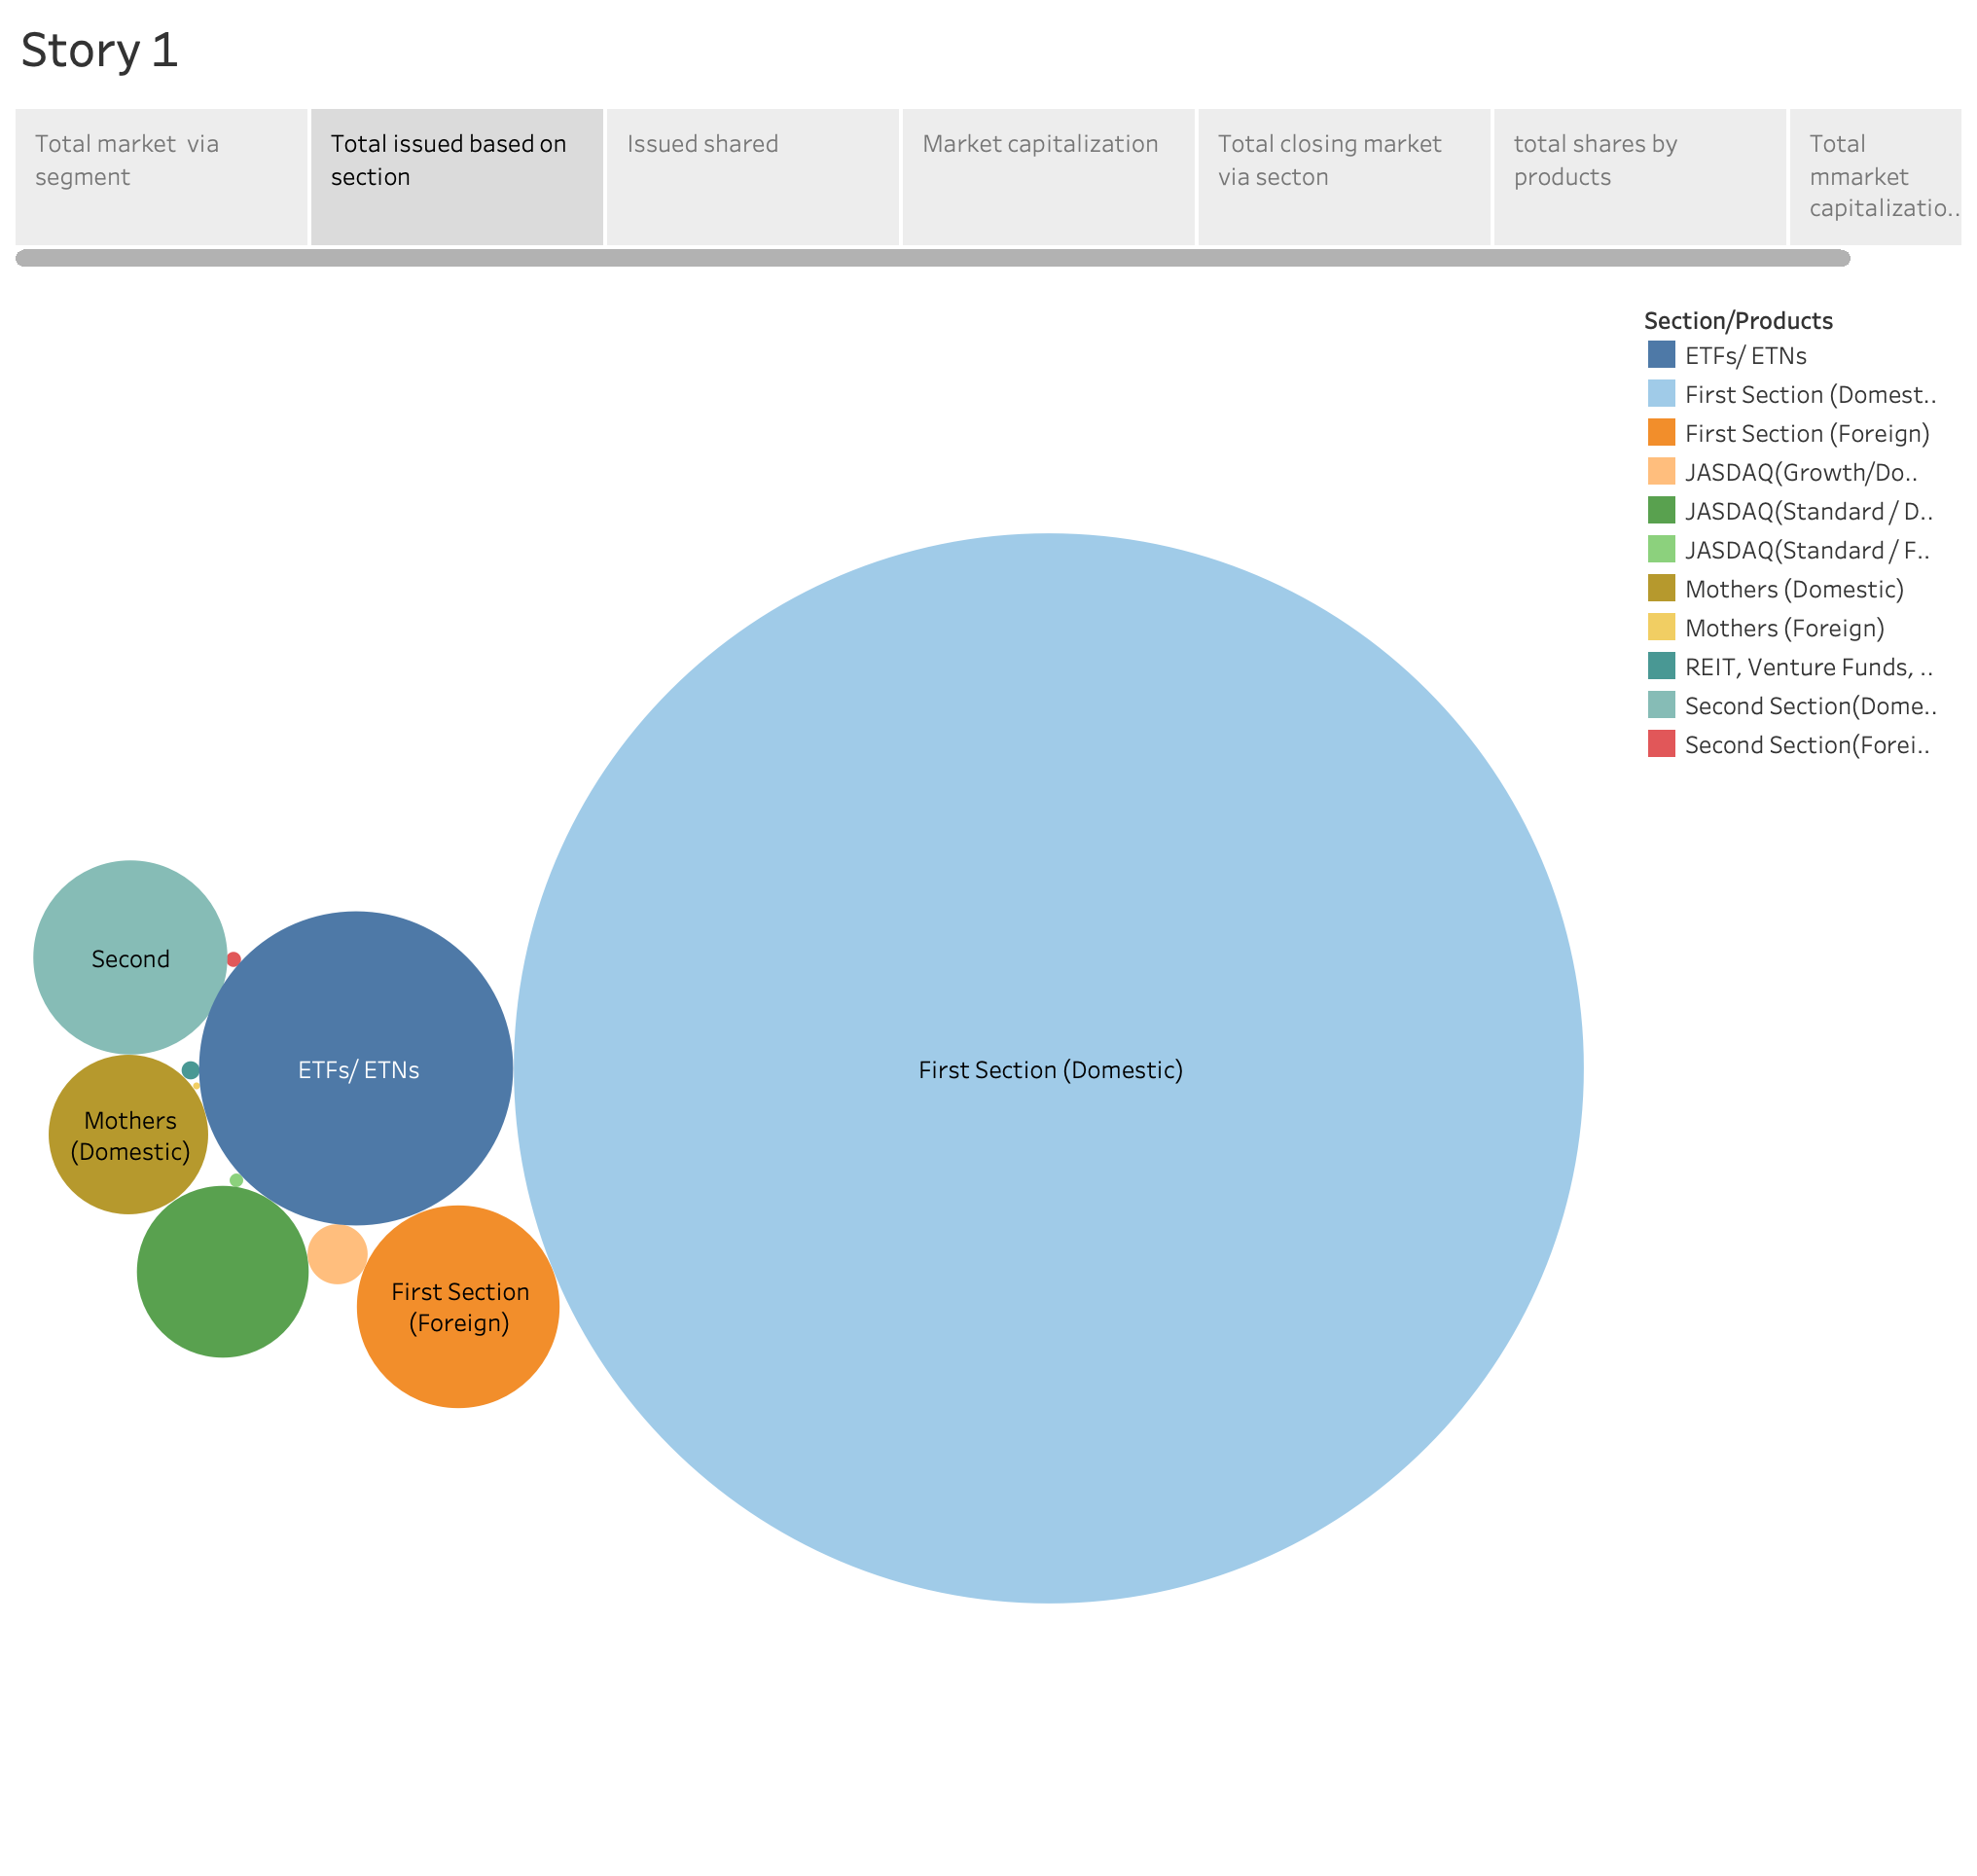 Story 1
Total market via
segment
Total issued based on
section
Issued shared
Market capitalization
Total closing market
via secton
total shares by
products
Total
mmarket
capitalizatio..
Section/Products
ETFs/ ETNs
First Section (Domest..
First Section (Foreign)
JASDAQ(Growth/Do..
JASDAQ(Standard / D..
JASDAQ(Standard / F..
Mothers (Domestic)
Mothers (Foreign)
REIT, Venture Funds, ..
Second Section(Dome..
Second Section(Forei..
Second
ETFs/ ETNs
First Section (Domestic)
Mothers
(Domestic)
First Section
(Foreign)